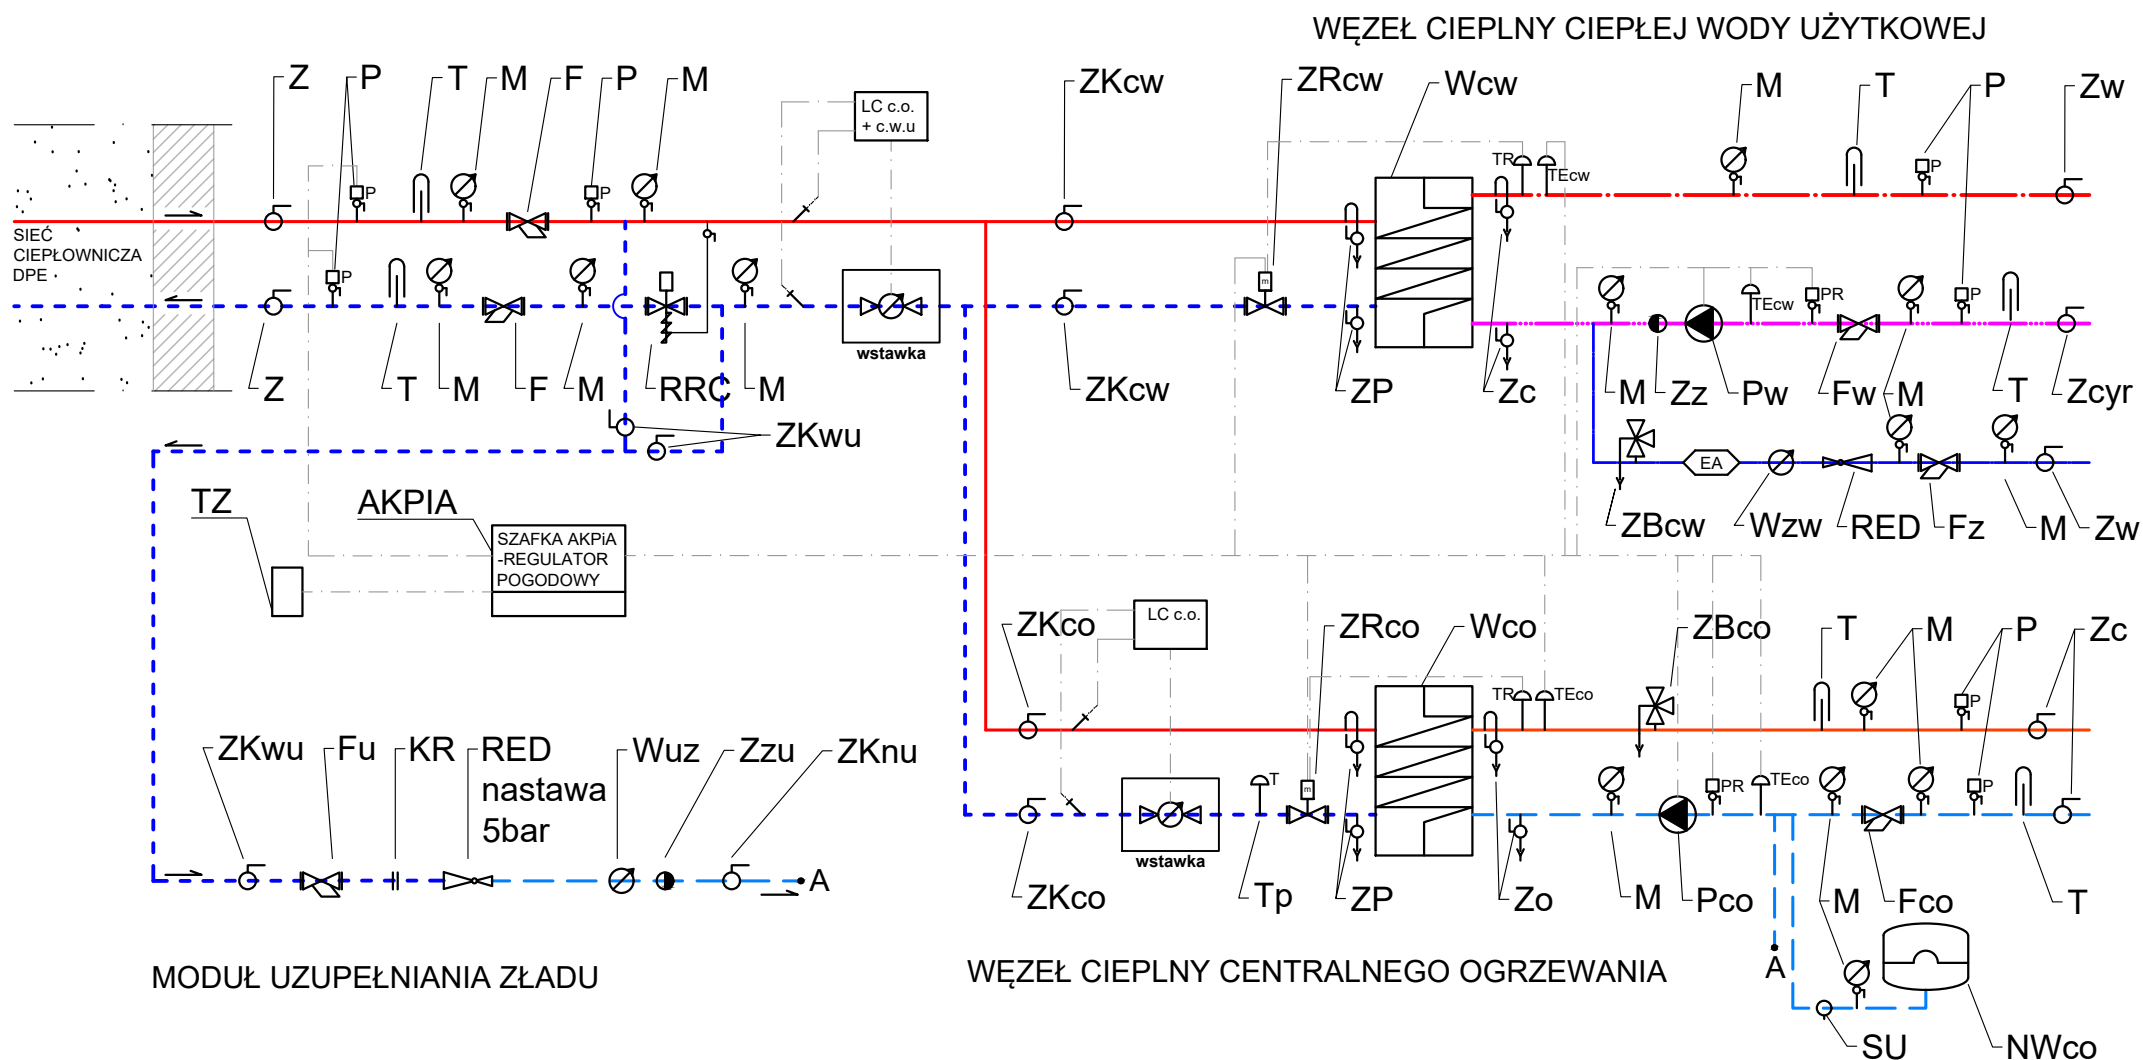 WĘZEŁ CIEPLNY CIEPŁEJ WODY UŻYTKOWEJ
Z
P
T
M
F
P
M
LC c.o.
+ c.w.u
ZKcw
ZRcw
Wcw
M
T
P
Zw
P
P
TR
TEcw
P
SIEĆ
CIEPŁOWNICZA
DPE
P
m
TEcw
PR
P
wstawka
Z
T
M
F
M
RRC
M
ZKcw
ZP
Zc
M
Zz
Pw
Fw
M
T
Zcyr
ZKwu
EA
TZ
AKPIA
ZBcw
Wzw
RED
Fz
M
Zw
SZAFKA AKPiA
-REGULATOR
POGODOWY
ZKco
LC c.o.
ZRco
Wco
ZBco
T
M
P
Zc
TR
TEco
P
ZKwu
Fu
KR
RED
nastawa
5bar
Wuz
Zzu
ZKnu
T
m
PR
TEco
P
wstawka
A
ZKco
Tp
ZP
Zo
M
Pco
M
Fco
T
MODUŁ UZUPEŁNIANIA ZŁADU
WĘZEŁ CIEPLNY CENTRALNEGO OGRZEWANIA
A
SU
NWco